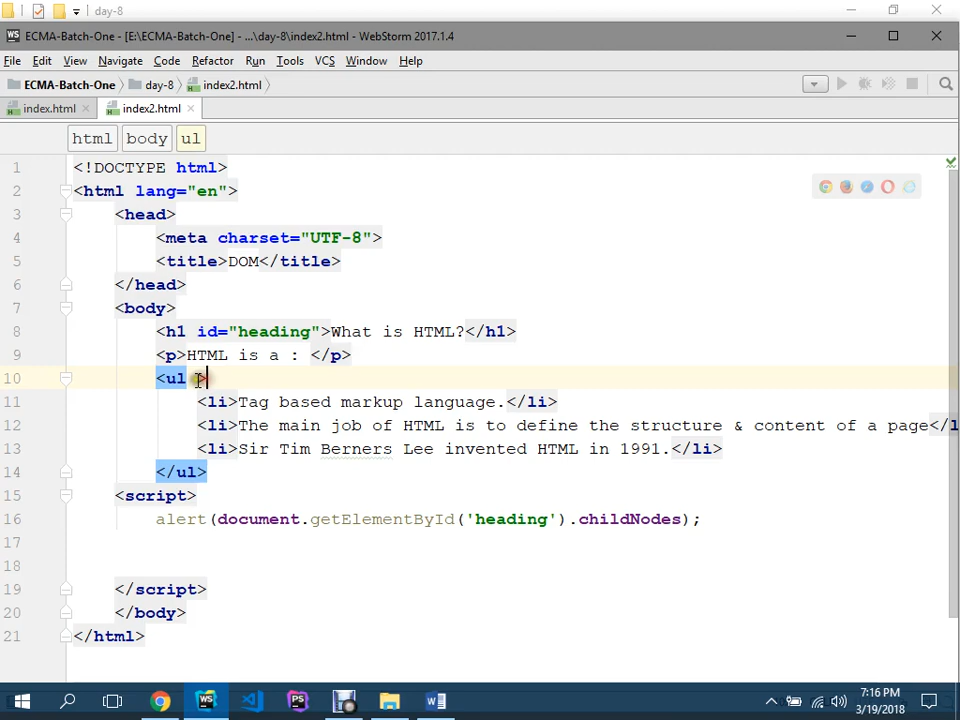 day-8
ECMA-Batch-One - [E:\ECMA-Batch-One] - ...\day-8\index2.html - WebStorm 2017.1.4
File Edit View Navigate Code Refactor Run Tools VCS Window Help
ECMA-Batch-One day-8 index2.html
index.html index2.html
html body ul
1 <!DOCTYPE html>
2 <html lang="en">
3 <head>
4 <meta charset="UTF-8">
5 <title>DOM</title>
6 </head>
7 <body>
8 <h1 id="heading">What is HTML?</h1>
9 <p>HTML is a : </p>
10 <ul >
11 <li>Tag based markup language.</li>
12 <li>The main job of HTML is to define the structure & content of a page</l
13 <li>Sir Tim Berners Lee invented HTML in 1991.</li>
14 </ul>
15 <script>
16 alert(document.getElementById('heading').childNodes);
17
18
19 </script>
20 </body>
21 </html>
7:16 PM
3/19/2018